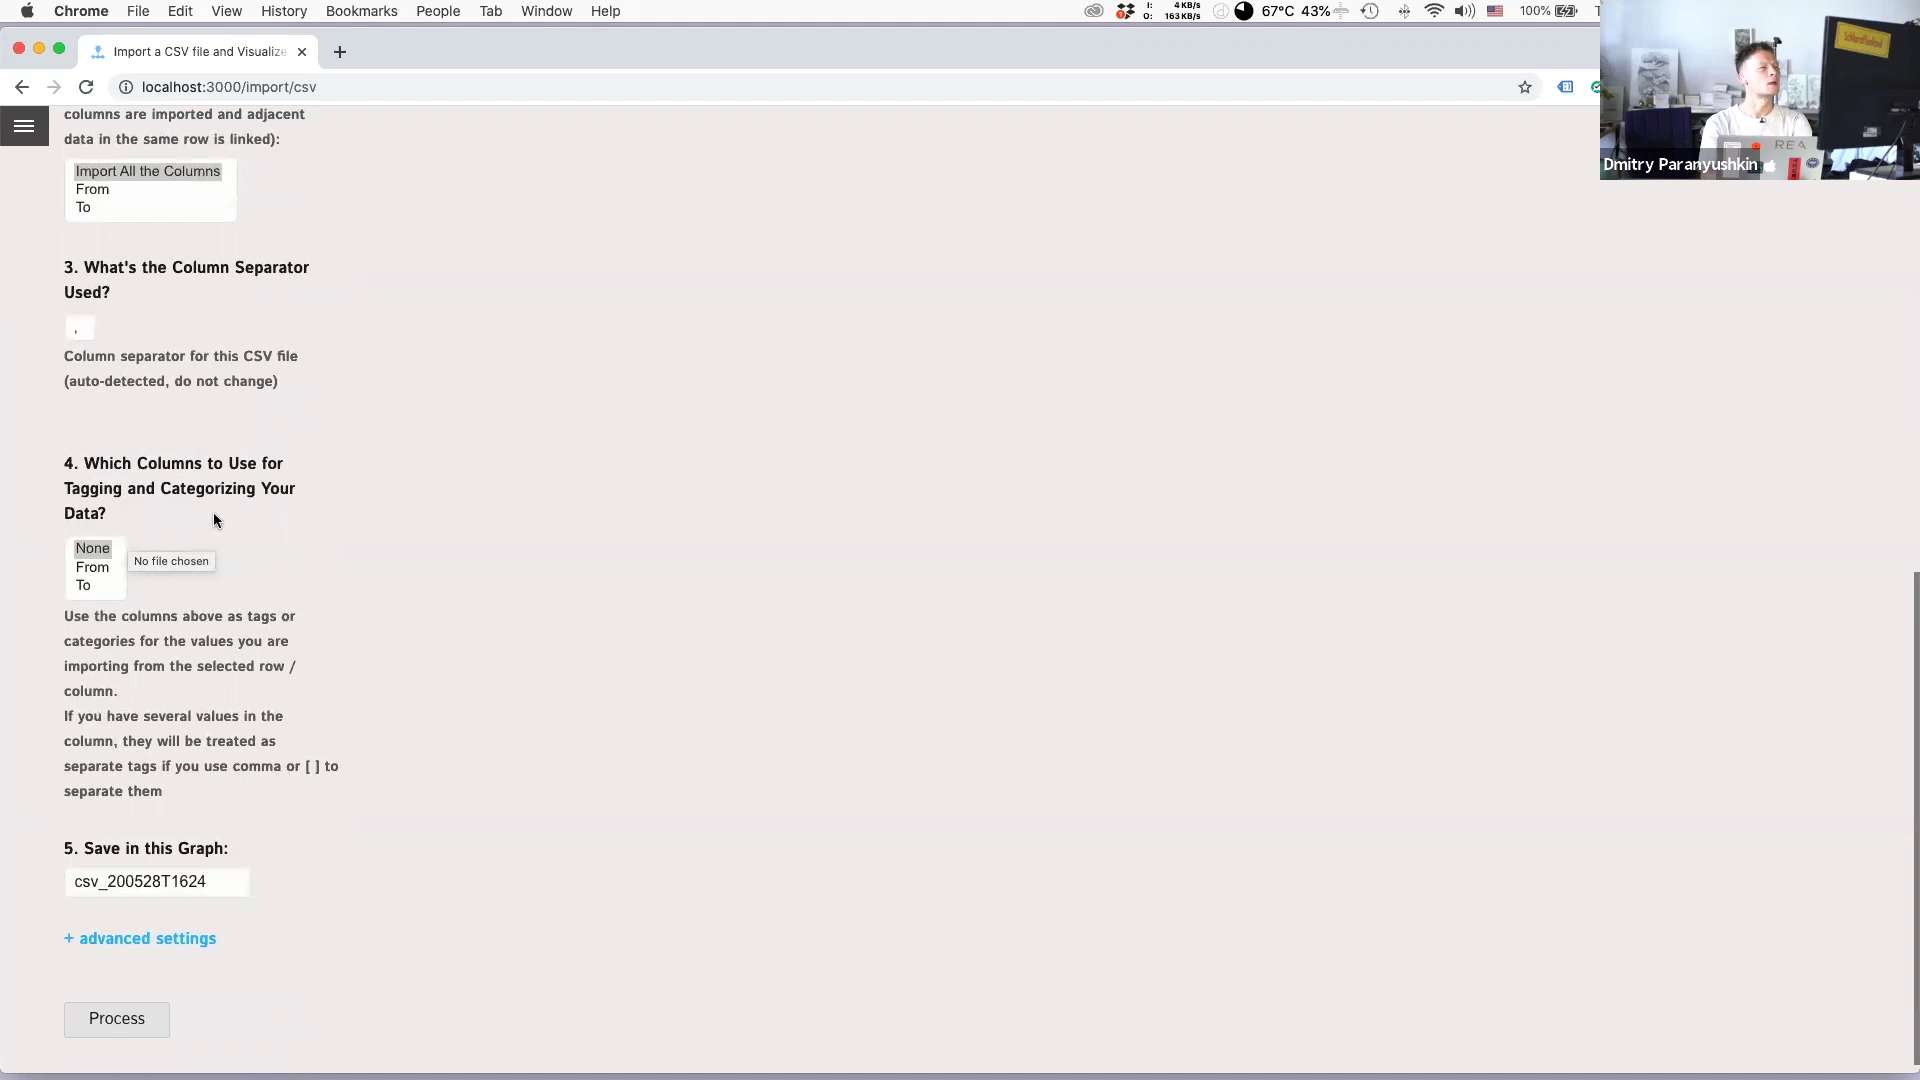 Chrome File Edit View History Bookmarks People Tab Window Help
I: 4 KB/s
O: 163 KB/s
67°C 43%
100%
Import a CSV file and Visualize
localhost:3000/import/csv
REA
Dmitry Paranyushkin
columns are imported and adjacent
data in the same row is linked):
Import All the Columns
From
To
3. What's the Column Separator
Used?
,
Column separator for this CSV file
(auto-detected, do not change)
4. Which Columns to Use for
Tagging and Categorizing Your
Data?
None
From
To
No file chosen
Use the columns above as tags or
categories for the values you are
importing from the selected row /
column.
If you have several values in the
column, they will be treated as
separate tags if you use comma or [ ] to
separate them
5. Save in this Graph:
csv_200528T1624
+ advanced settings
Process